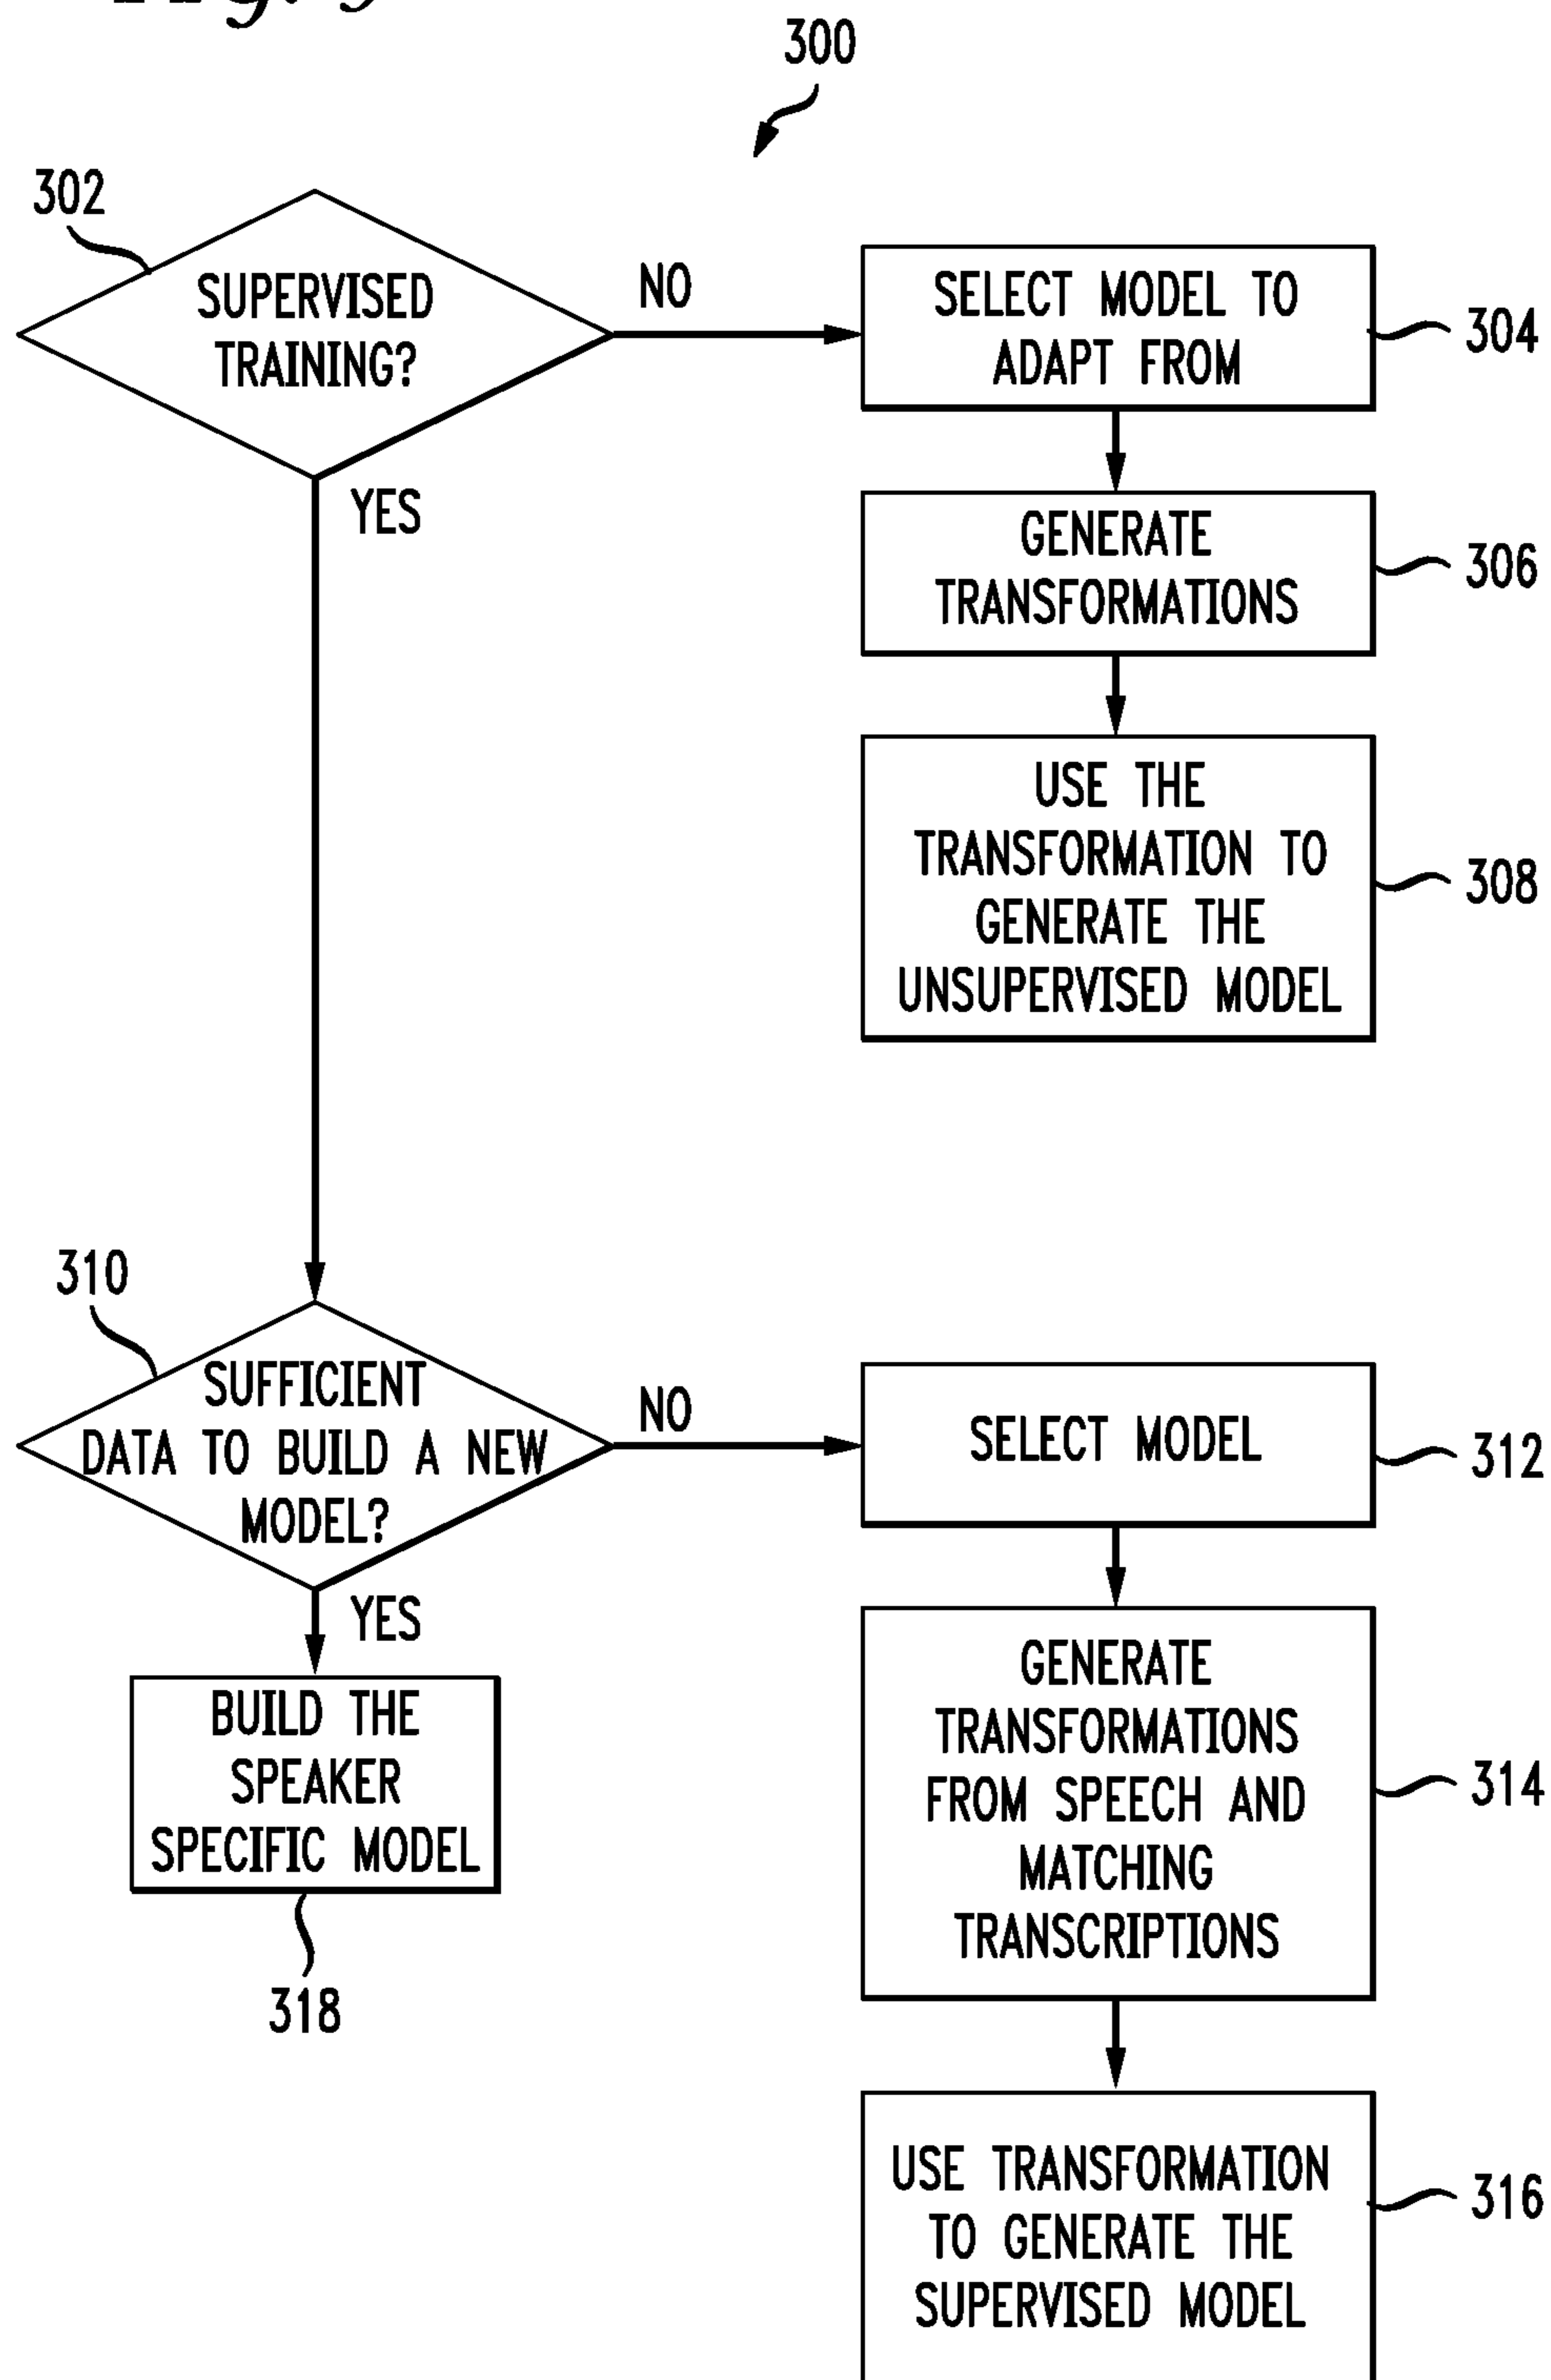 300
302
SUPERVISED
TRAINING?
NO
YES
SELECT MODEL TO
ADAPT FROM
304
GENERATE
TRANSFORMATIONS
306
USE THE
TRANSFORMATION TO
GENERATE THE
UNSUPERVISED MODEL
308
310
SUFFICIENT
DATA TO BUILD A NEW
MODEL?
NO
YES
SELECT MODEL
312
GENERATE
TRANSFORMATIONS
FROM SPEECH AND
MATCHING
TRANSCRIPTIONS
314
BUILD THE
SPEAKER
SPECIFIC MODEL
318
USE TRANSFORMATION
TO GENERATE THE
SUPERVISED MODEL
316